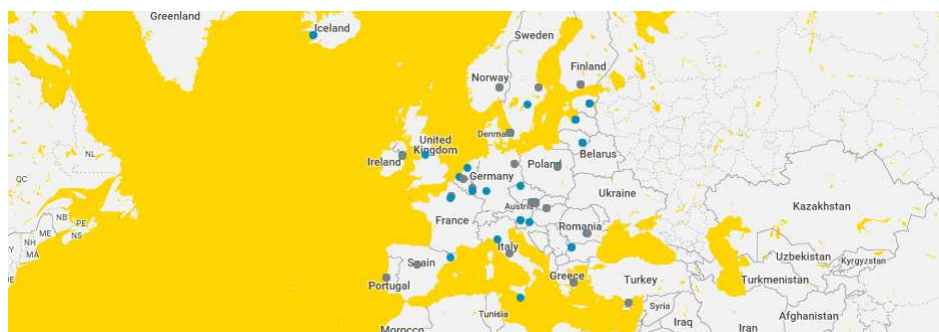 Greenland
Iceland
Sweden
Finland
Norway
Denmark
United
Kingdom
Ireland
NL
Belarus
Poland
Germany
QC
Ukraine
Kazakhstan
Austria
France
NB
PE
ME
NS
NH
MA
Romania
Italy
Uzbekistan
Kyrgyzstan
Spain
Greece
Turkey
Turkmenistan
Portugal
Syria
Tunisia
Afghanistan
Iraq
Iran
Morocco